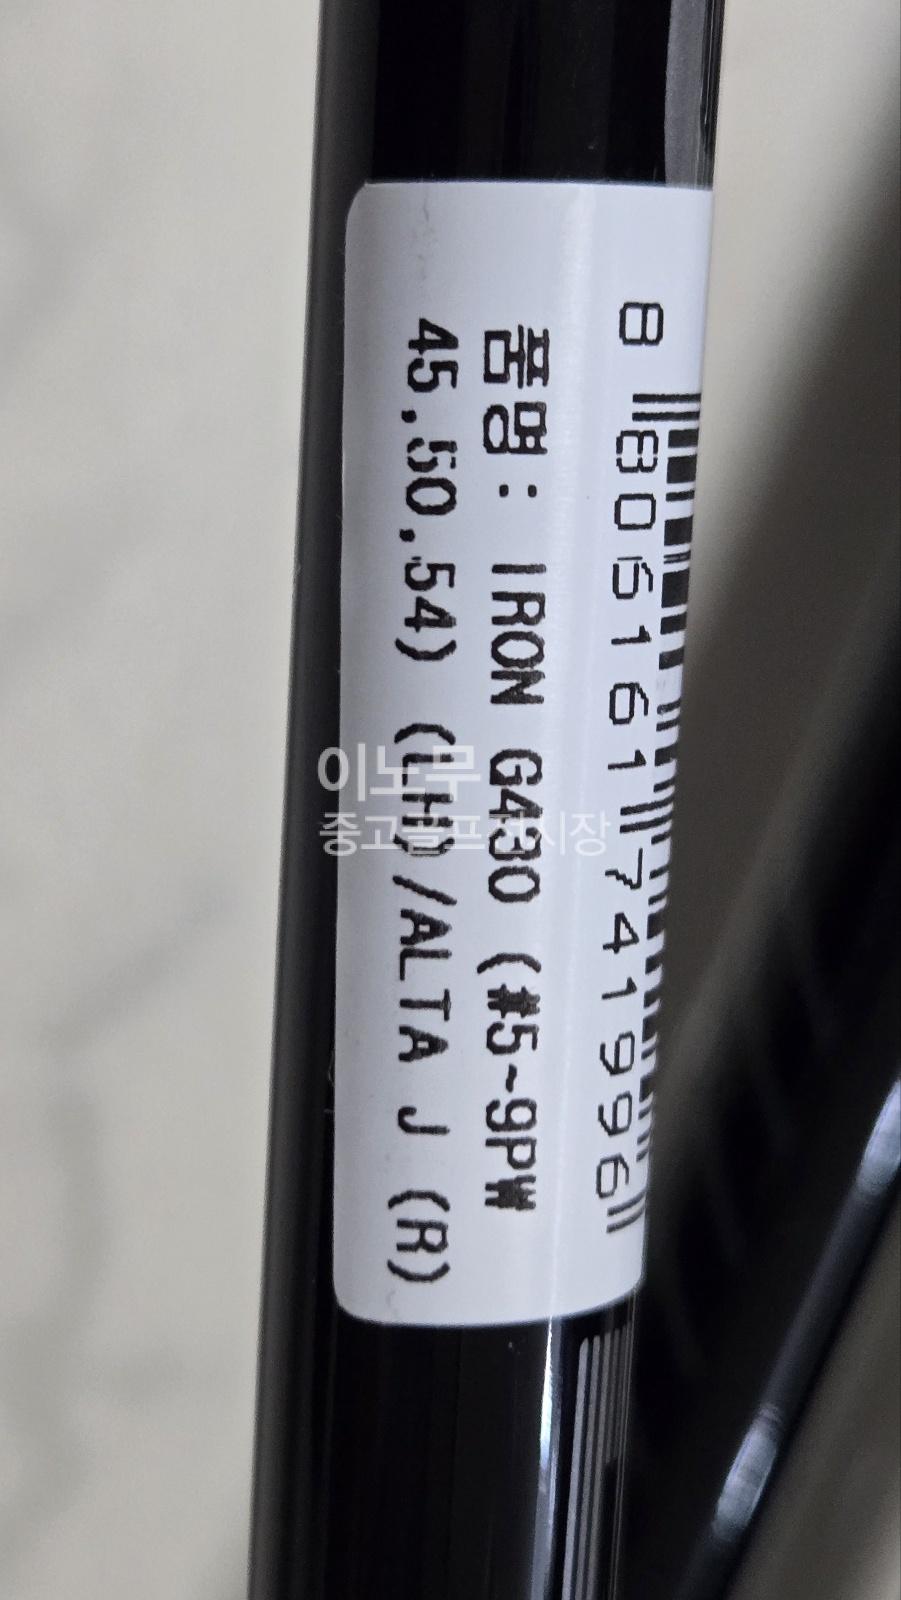 8 805161 741996
품명 : IRON G430 (#5~9PW
45.50.54) (LH)/ALTA J (R)
이노무
중고골프전시장